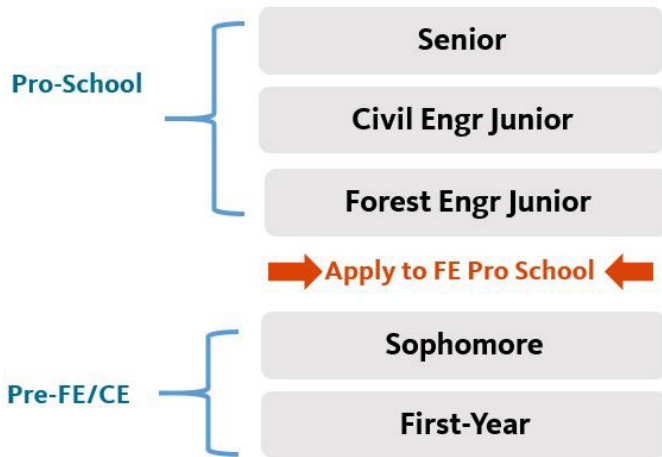 Senior
Pro-School
Civil Engr Junior
Forest Engr Junior
Apply to FE Pro School
Sophomore
Pre-FE/CE
First-Year